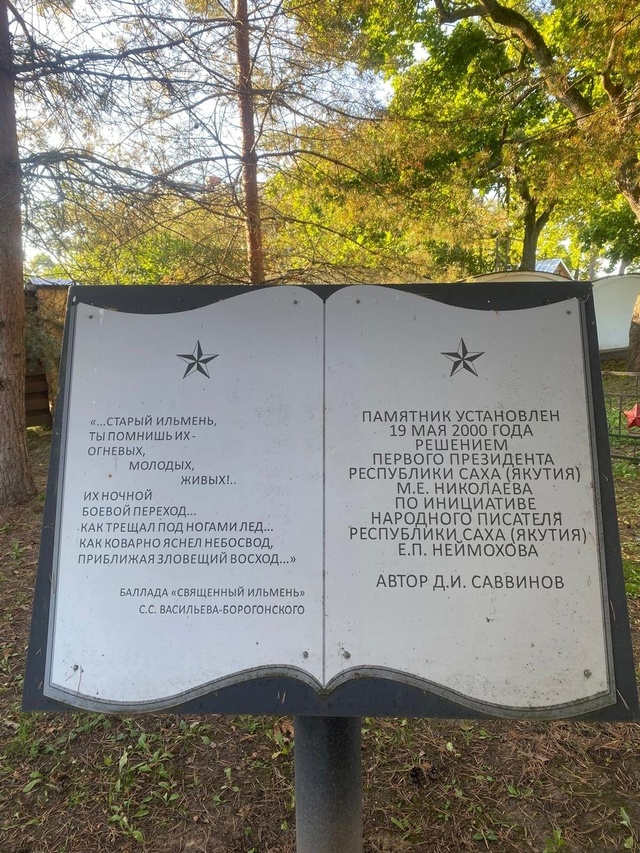 «...СТАРЫЙ ИЛЬМЕНЬ,
ТЫ ПОМНИШЬ ИХ -
ОГНЕВЫХ,
МОЛОДЫХ,
ЖИВЫХ!..
ИХ НОЧНОЙ
БОЕВОЙ ПЕРЕХОД...
КАК ТРЕЩАЛ ПОД НОГАМИ ЛЕД...
КАК КОВАРНО ЯСНЕЛ НЕБОСВОД,
ПРИБЛИЖАЯ ЗЛОВЕЩИЙ ВОСХОД...»
БАЛЛАДА «СВЯЩЕННЫЙ ИЛЬМЕНЬ»
С.С. ВАСИЛЬЕВА-БОРОГОНСКОГО
ПАМЯТНИК УСТАНОВЛЕН
19 МАЯ 2000 ГОДА
РЕШЕНИЕМ
ПЕРВОГО ПРЕЗИДЕНТА
РЕСПУБЛИКИ САХА (ЯКУТИЯ)
М.Е. НИКОЛАЕВА
ПО ИНИЦИАТИВЕ
НАРОДНОГО ПИСАТЕЛЯ
РЕСПУБЛИКИ САХА (ЯКУТИЯ)
Е.П. НЕЙМОХОВА
АВТОР Д.И. САВВИНОВ